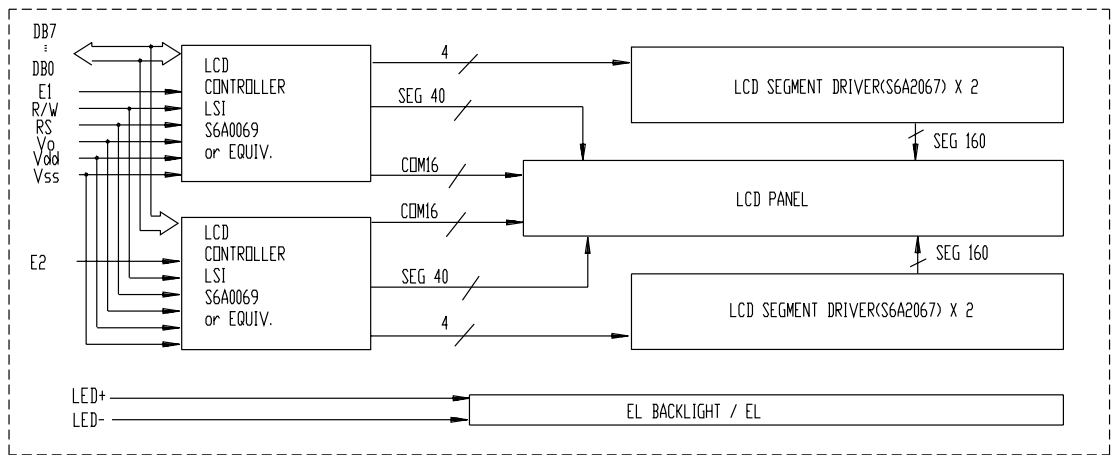 DB7
⋮
DB0
E1
R/W
RS
Vo
Vdd
Vss
LCD
CONTROLLER
LSI
S6A0069
or EQUIV.
4
SEG 40
COM16
LCD SEGMENT DRIVER(S6A2067) X 2
SEG 160
LCD PANEL
E2
LCD
CONTROLLER
LSI
S6A0069
or EQUIV.
COM16
SEG 40
4
SEG 160
LCD SEGMENT DRIVER(S6A2067) X 2
LED+
LED-
EL BACKLIGHT / EL